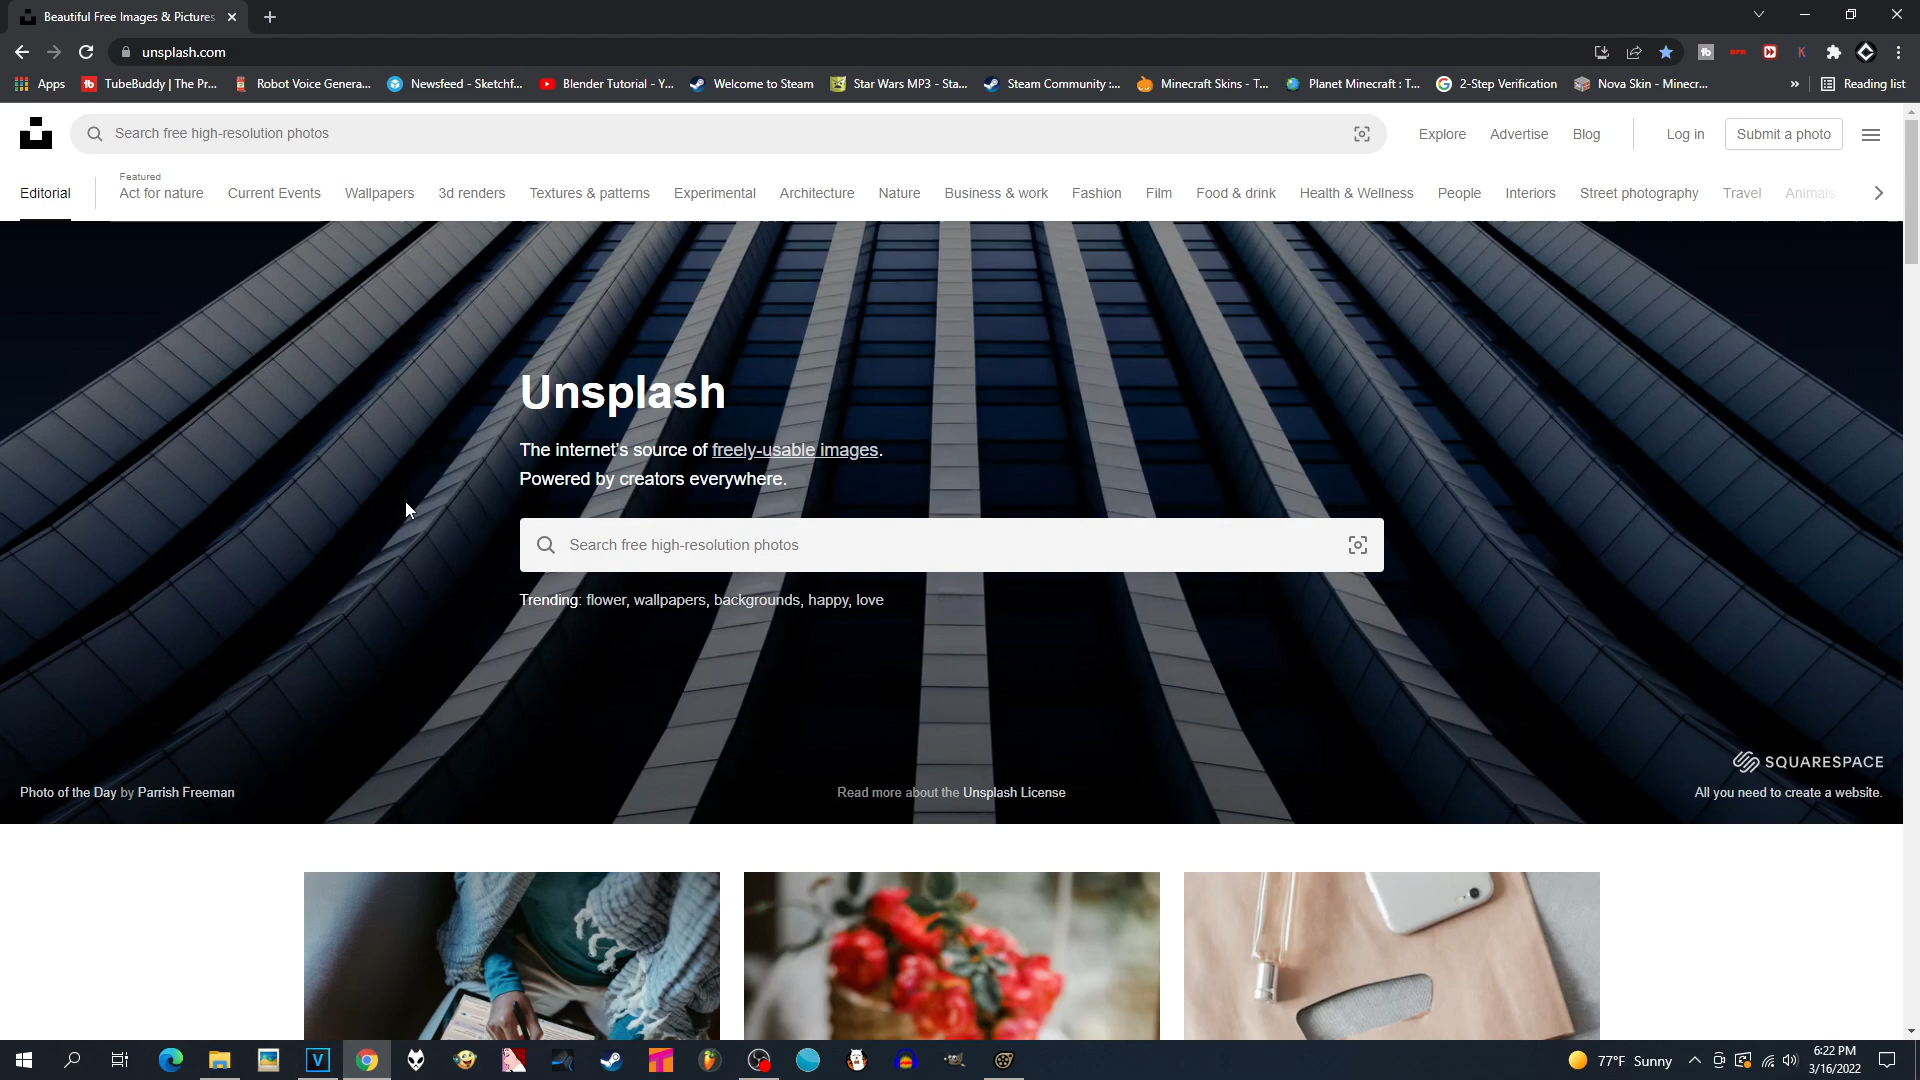 Beautiful Free Images & Pictures
unsplash.com
Apps
TubeBuddy | The Pr...
Robot Voice Genera...
Newsfeed - Sketchf...
Blender Tutorial - Y...
Welcome to Steam
Star Wars MP3 - Sta...
Steam Community :...
Minecraft Skins - T...
Planet Minecraft : T...
2-Step Verification
Nova Skin - Minecr...
»
Reading list
Search free high-resolution photos
Explore
Advertise
Blog
Log in
Submit a photo
Editorial
Featured
Act for nature
Current Events
Wallpapers
3d renders
Textures & patterns
Experimental
Architecture
Nature
Business & work
Fashion
Film
Food & drink
Health & Wellness
People
Interiors
Street photography
Travel
Animals
Unsplash
The internet's source of freely-usable images.
Powered by creators everywhere.
Search free high-resolution photos
Trending: flower, wallpapers, backgrounds, happy, love
SQUARESPACE
Photo of the Day by Parrish Freeman
Read more about the Unsplash License
All you need to create a website.
77°F Sunny
6:22 PM
3/16/2022